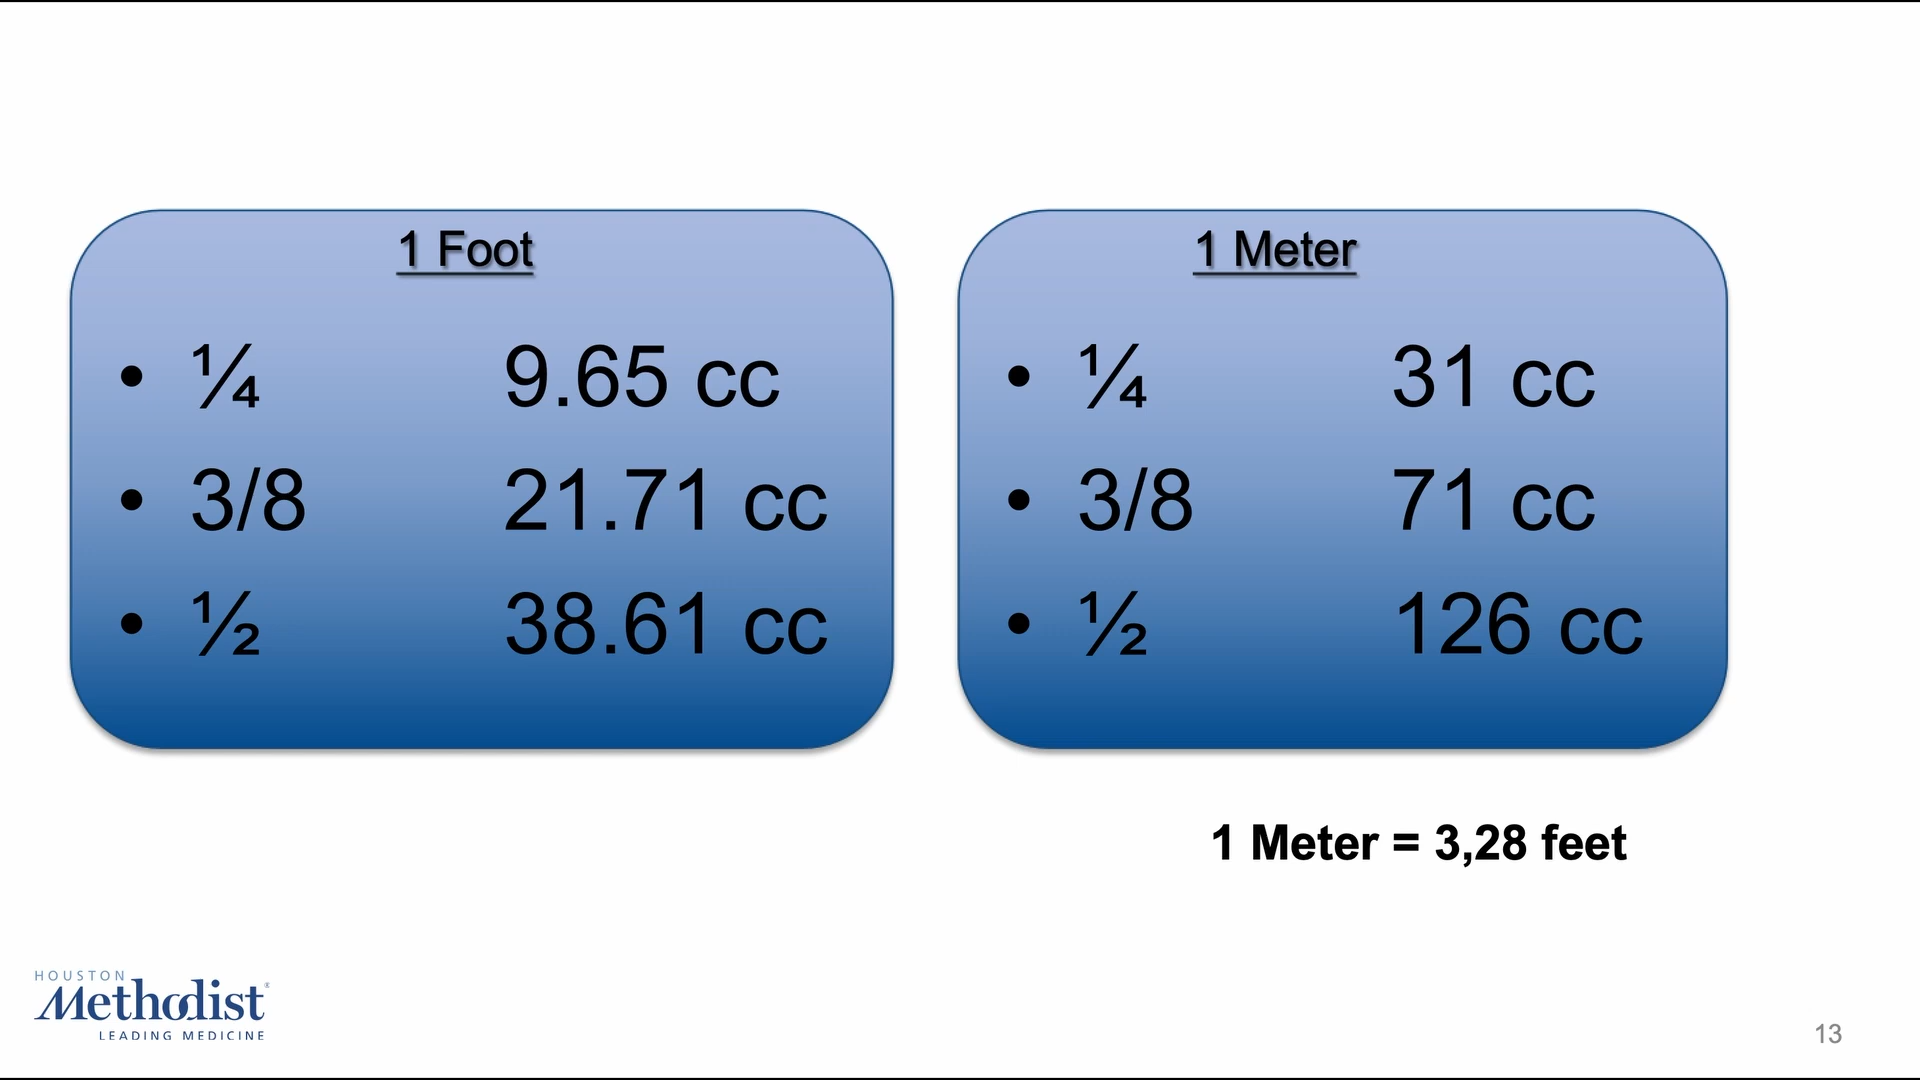 1 Foot
• ¼ 9.65 cc
• 3/8 21.71 cc
• ½ 38.61 cc
1 Meter
• ¼ 31 cc
• 3/8 71 cc
• ½ 126 cc
1 Meter = 3,28 feet
HOUSTON
Methodist®
LEADING MEDICINE
13